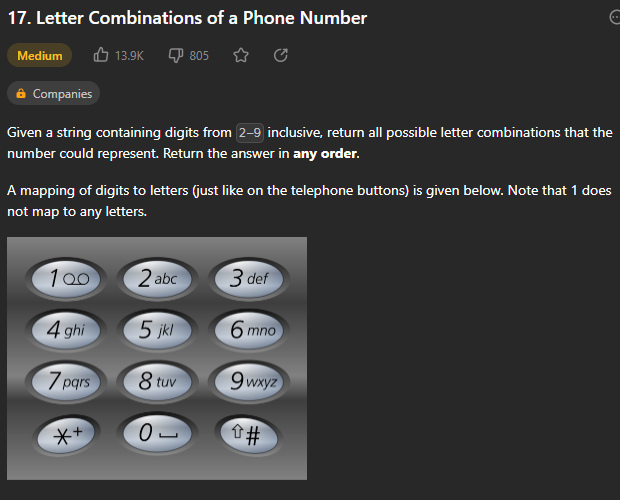 17. Letter Combinations of a Phone Number
Medium 13.9K 805
Companies
Given a string containing digits from 2-9 inclusive, return all possible letter combinations that the
number could represent. Return the answer in any order.
A mapping of digits to letters (just like on the telephone buttons) is given below. Note that 1 does
not map to any letters.
1 2 abc 3 def
4 ghi 5 jkl 6 mno
7 pqrs 8 tuv 9 wxyz
* + 0 #